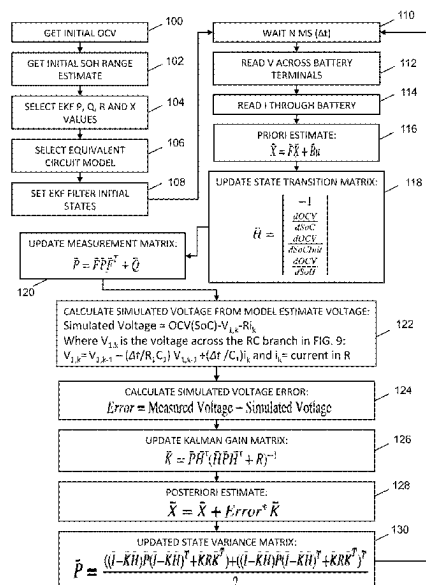 GET INITIAL OCV
100
GET INITIAL SOH RANGE
ESTIMATE
102
SELECT EKF P, Q, R AND X
VALUES
104
SELECT EQUIVALENT
CIRCUIT MODEL
106
SET EKF FILTER INITIAL
STATES
108
WAIT N MS (Δt)
110
READ V ACROSS BATTERY
TERMINALS
112
READ I THROUGH BATTERY
114
PRIORI ESTIMATE:
X̃ = F̃X̃ + B̃u
116
UPDATE STATE TRANSITION MATRIX:
118
H̃ =
-1
dOCV
dSoC
dOCV
dSoCInit
dOCV
dSoH
UPDATE MEASUREMENT MATRIX:
P̃ = F̃P̃F̃ᵀ + Q̃
120
CALCULATE SIMULATED VOLTAGE FROM MODEL ESTIMATE VOLTAGE:
Simulated Voltage = OCV(SoC)-V₁,ₖ-Riₖ
Where V₁,ₖ is the voltage across the RC branch in FIG. 9:
V₁,ₖ= V₁,ₖ₋₁ – (Δt/R₁C₁) V₁,ₖ₋₁ +(Δt /C₁)iₖ and iₖ= current in R
122
CALCULATE SIMULATED VOLTAGE ERROR:
Error = Measured Voltage – Simulated Voltage
124
UPDATE KALMAN GAIN MATRIX:
K̃ = P̃H̃ᵀ(H̃P̃H̃ᵀ + R)⁻¹
126
POSTERIORI ESTIMATE:
X̃ = X̃ + Error* K̃
128
UPDATED STATE VARIANCE MATRIX:
130
P̃ = ((Ĩ–K̃H̃)P̃(Ĩ–K̃H̃)ᵀ+K̃RK̃ᵀ)+((Ĩ–K̃H̃)P̃(Ĩ–K̃H̃)ᵀ+K̃RK̃ᵀ)ᵀ
2